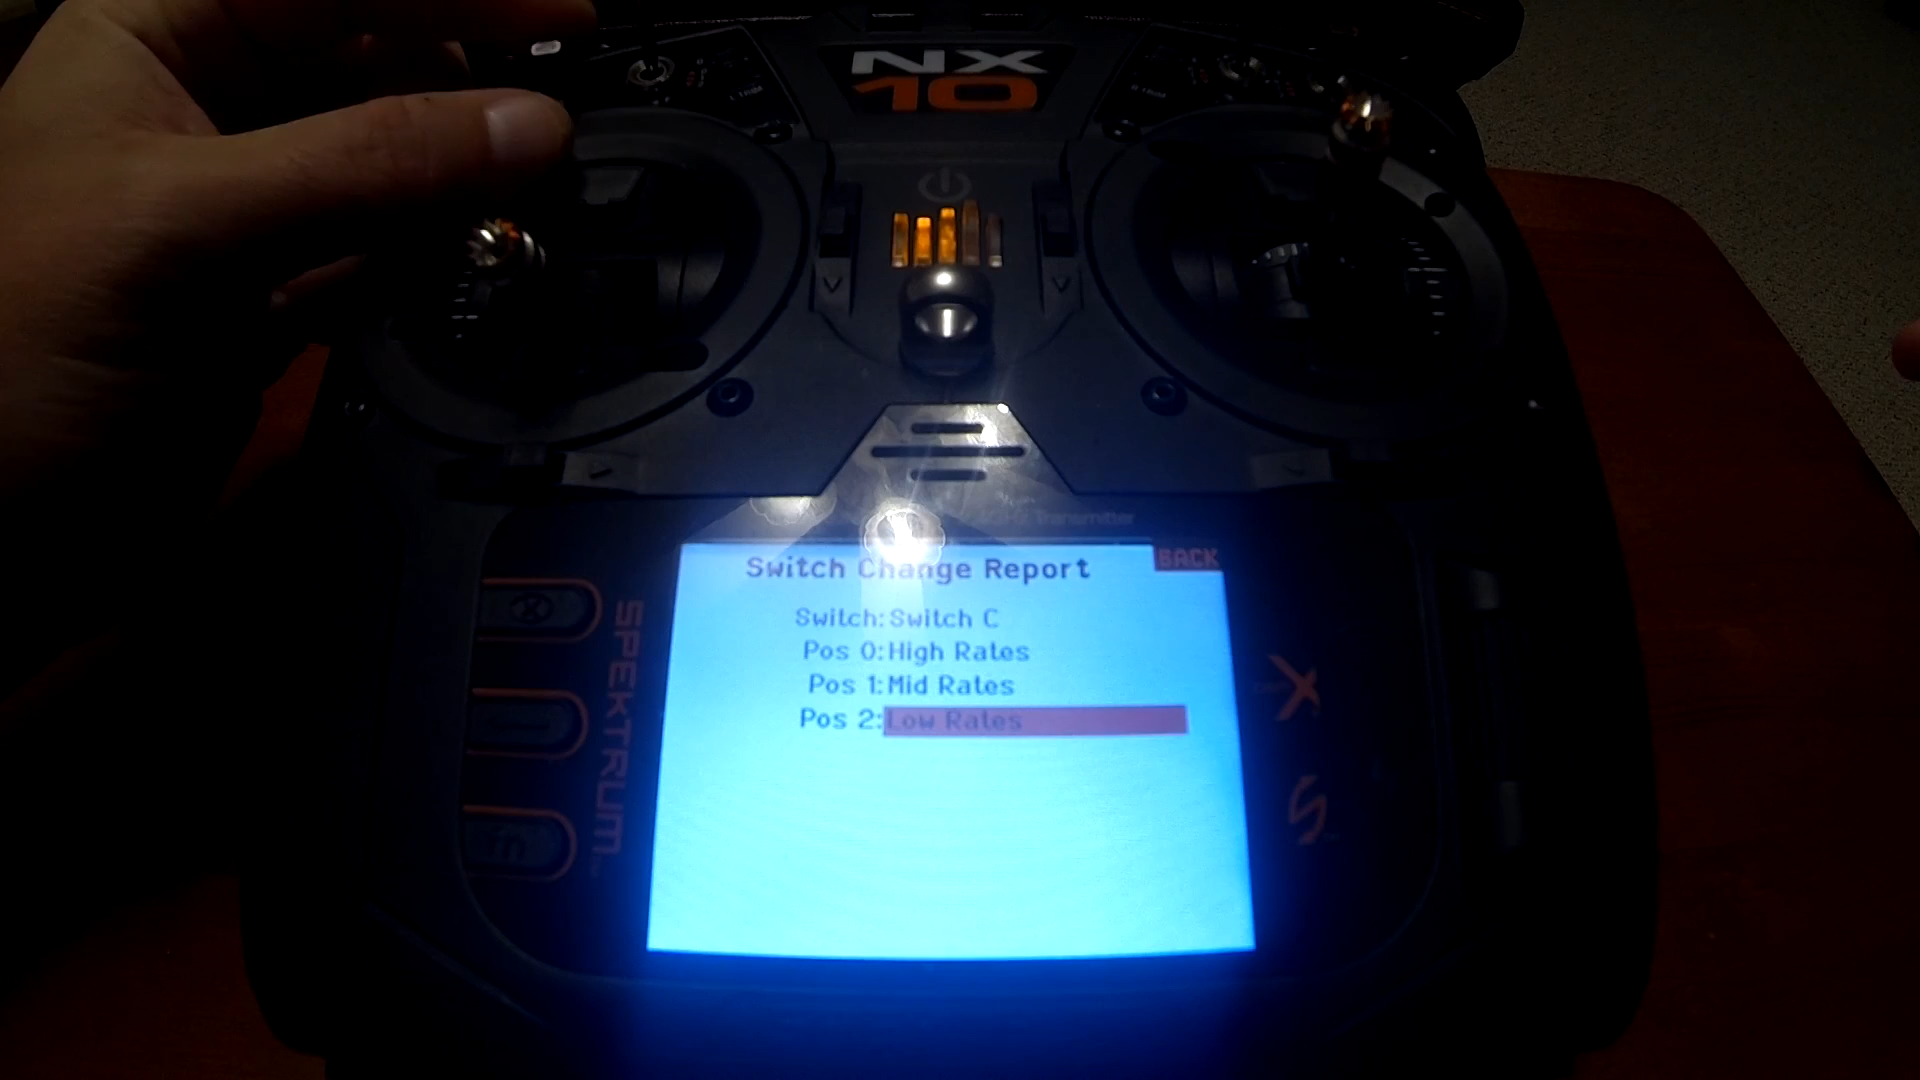 NX
10
Transmitter
BACK
Switch Change Report
Switch: Switch C
Pos 0: High Rates
Pos 1: Mid Rates
Pos 2: Low Rates
SPEKTRUM